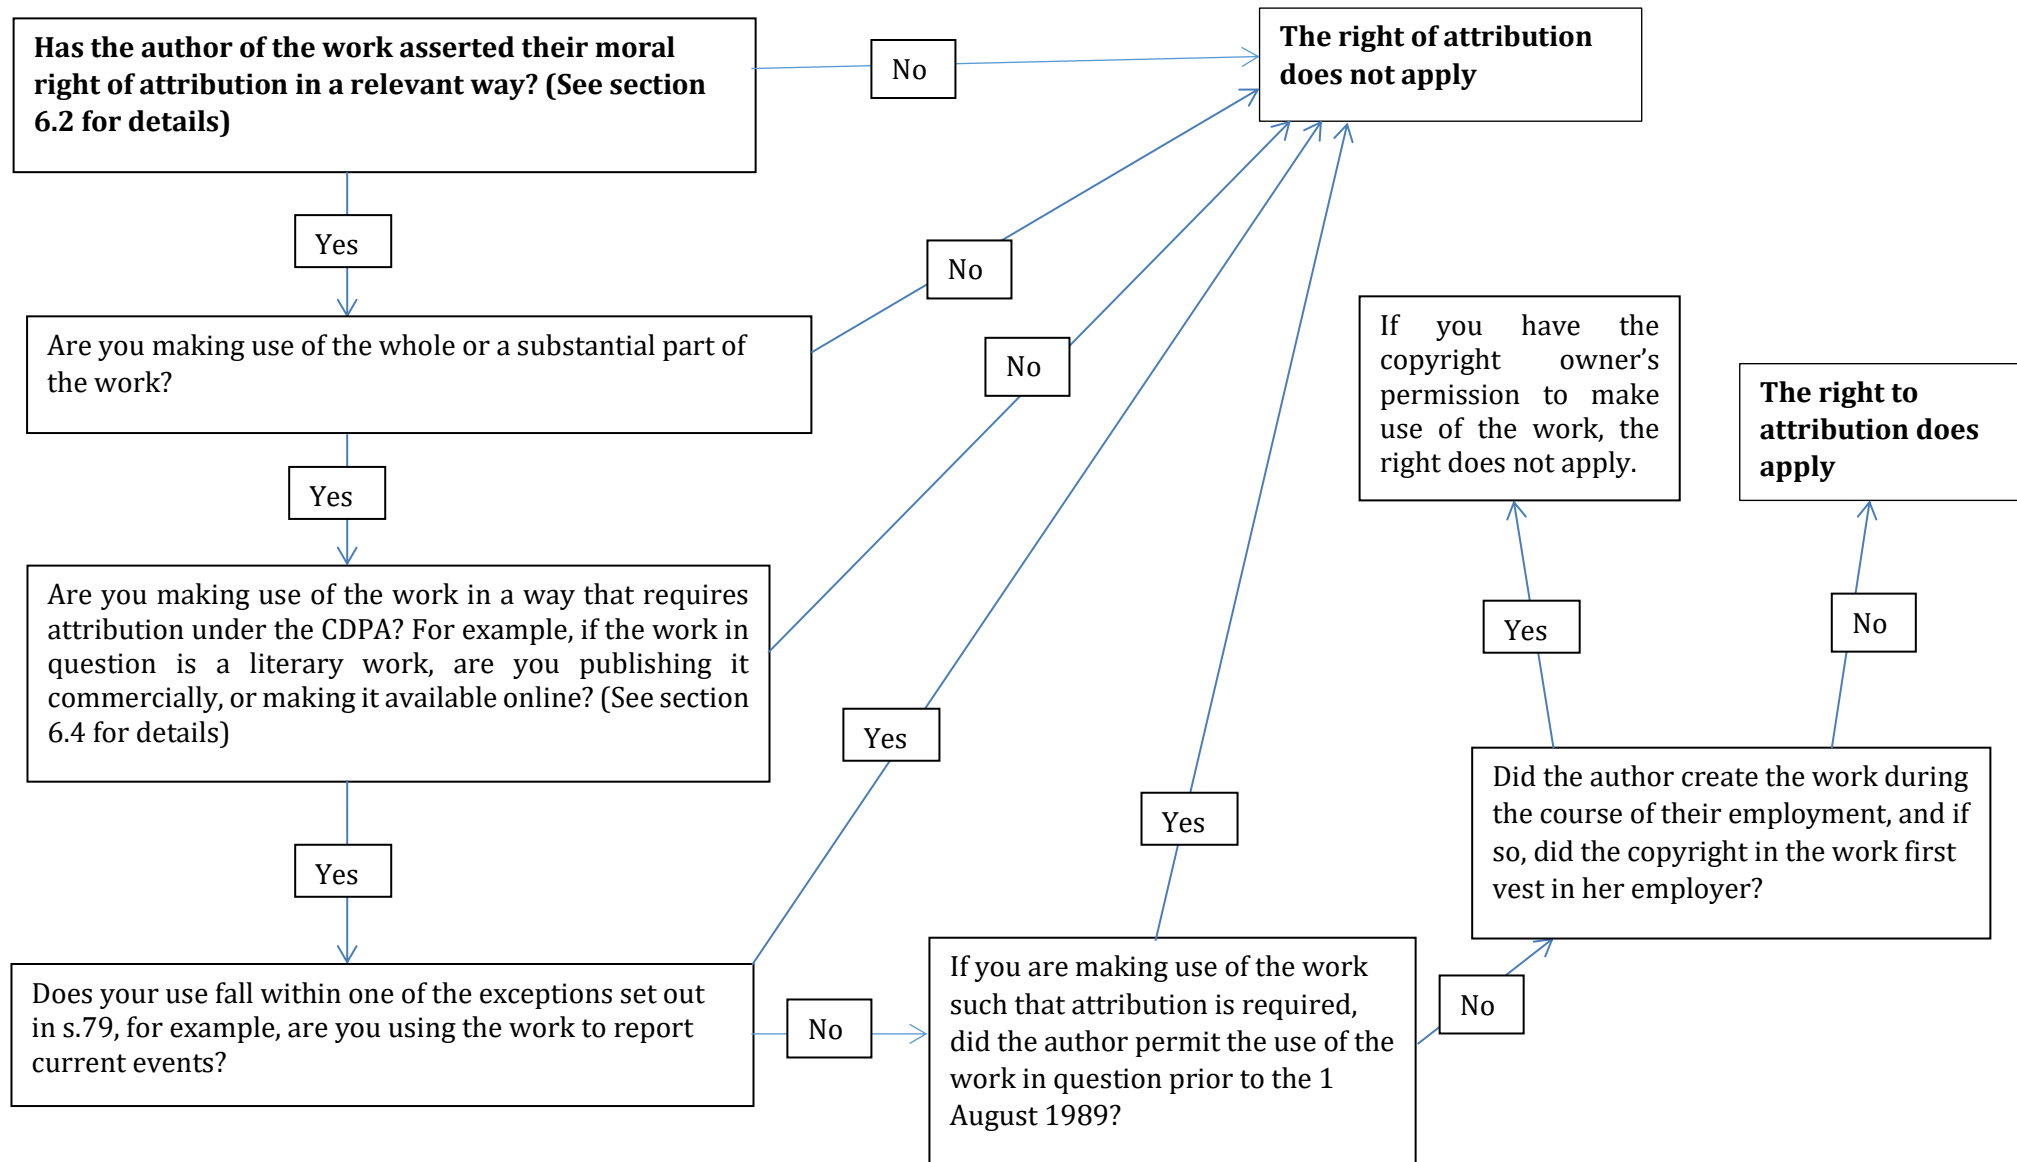 Has the author of the work asserted their moral
right of attribution in a relevant way? (See section
6.2 for details)
No
The right of attribution
does not apply
Yes
Are you making use of the whole or a substantial part of
the work?
No
Yes
Are you making use of the work in a way that requires
attribution under the CDPA? For example, if the work in
question is a literary work, are you publishing it
commercially, or making it available online? (See section
6.4 for details)
No
Yes
Does your use fall within one of the exceptions set out
in s.79, for example, are you using the work to report
current events?
Yes
No
If you are making use of the work
such that attribution is required,
did the author permit the use of the
work in question prior to the 1
August 1989?
Yes
No
Did the author create the work during
the course of their employment, and if
so, did the copyright in the work first
vest in her employer?
Yes
If you have the
copyright owner’s
permission to make
use of the work, the
right does not apply.
No
The right to
attribution does
apply